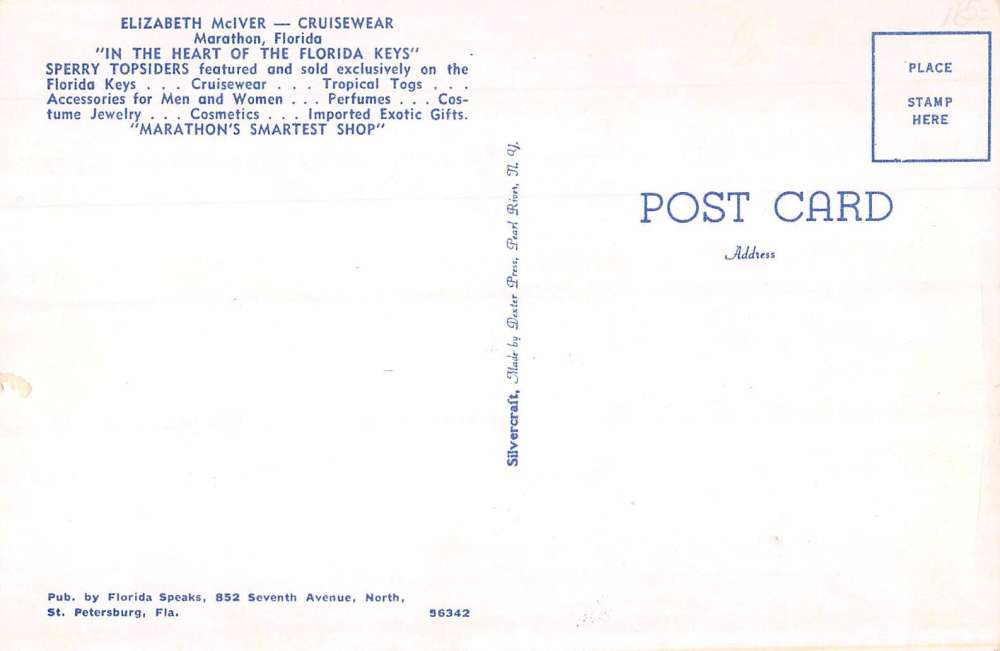 ELIZABETH McIVER — CRUISEWEAR
Marathon, Florida
"IN THE HEART OF THE FLORIDA KEYS"
SPERRY TOPSIDERS featured and sold exclusively on the
Florida Keys . . . Cruisewear . . . Tropical Togs . . .
Accessories for Men and Women . . . Perfumes . . . Cos-
tume Jewelry . . . Cosmetics . . . Imported Exotic Gifts.
"MARATHON'S SMARTEST SHOP"
PLACE
STAMP
HERE
POST CARD
Address
Silvercraft, Made by Dexter Press, Pearl River, N. Y.
Pub. by Florida Speaks, 852 Seventh Avenue, North,
St. Petersburg, Fla. 56342